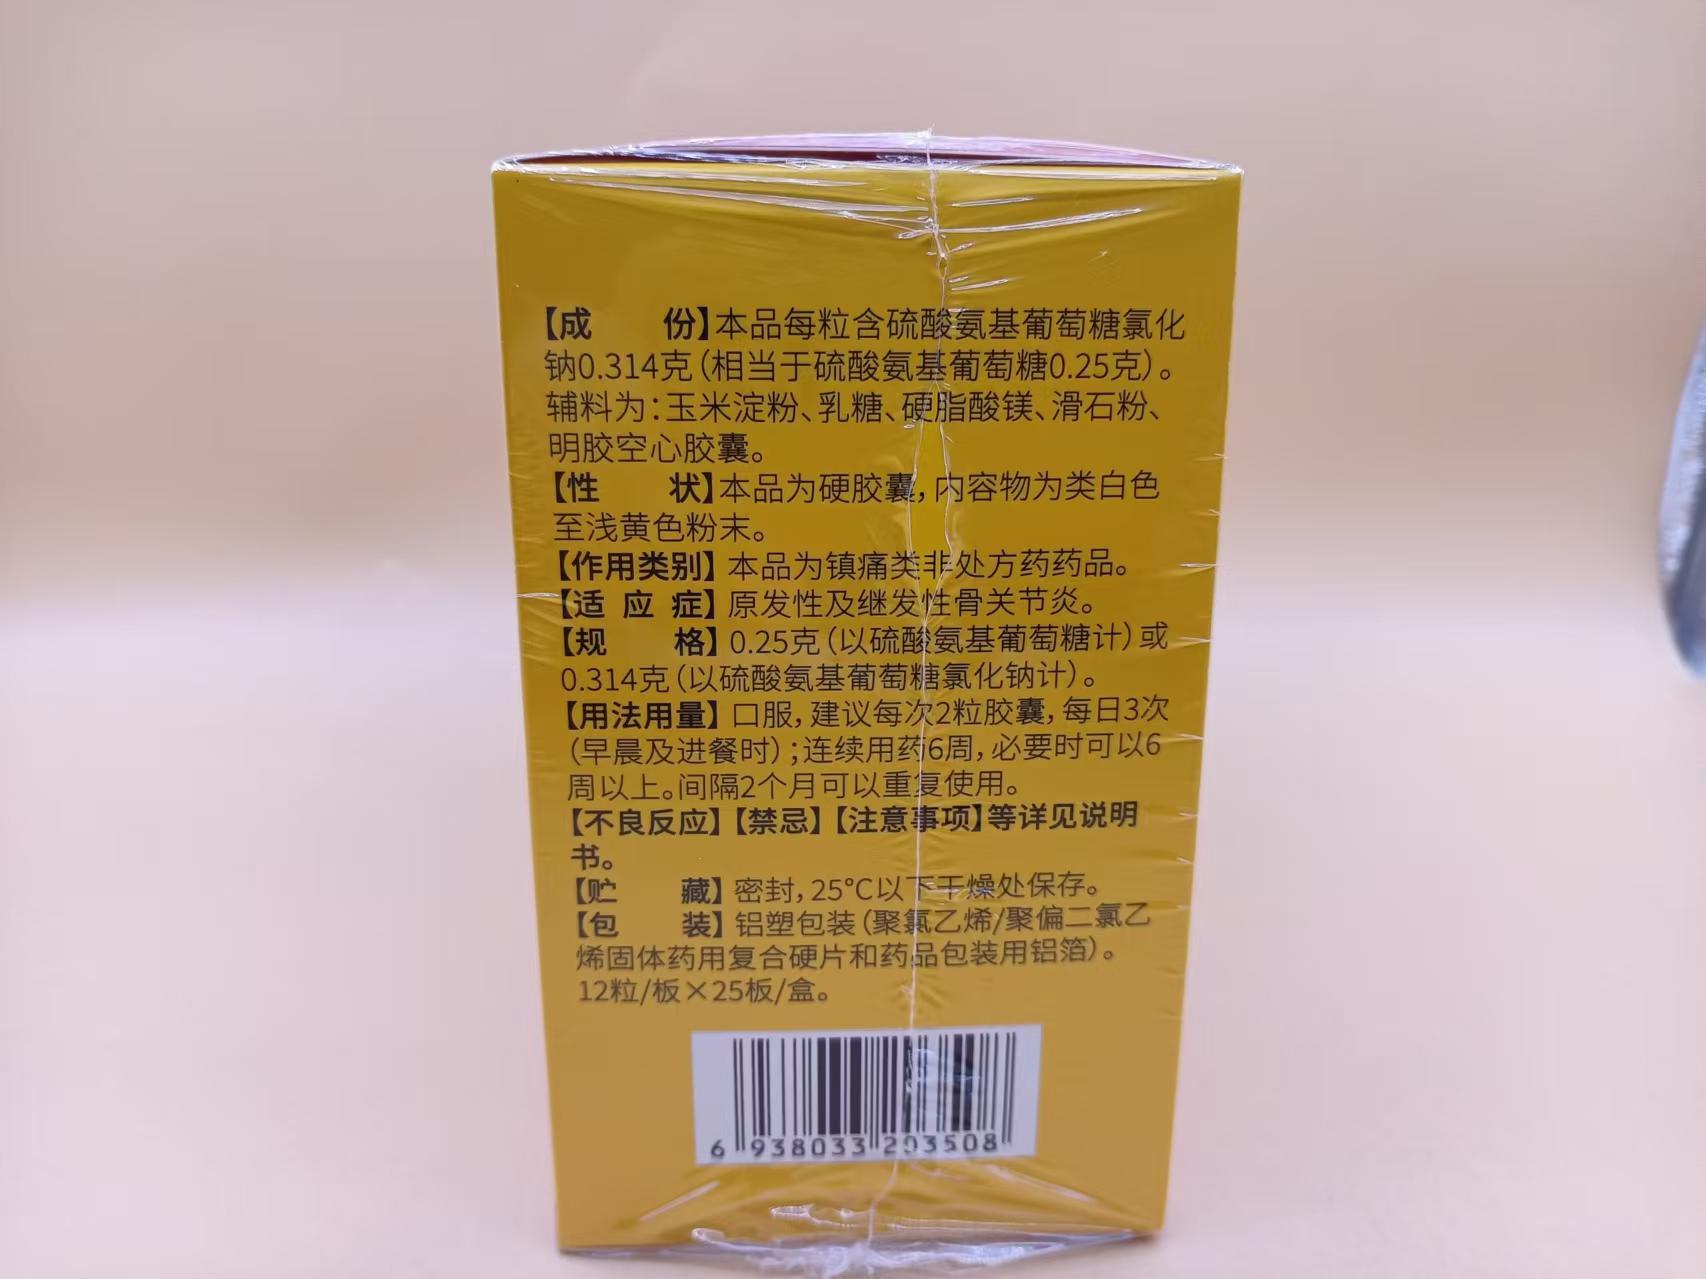 【成 份】本品每粒含硫酸氨基葡萄糖氯化
钠0.314克(相当于硫酸氨基葡萄糖0.25克)。
辅料为:玉米淀粉、乳糖、硬脂酸镁、滑石粉、
明胶空心胶囊。
【性 状】本品为硬胶囊,内容物为类白色
至浅黄色粉末。
【作用类别】本品为镇痛类非处方药药品。
【适 应 症】原发性及继发性骨关节炎。
【规 格】0.25克(以硫酸氨基葡萄糖计)或
0.314克(以硫酸氨基葡萄糖氯化钠计)。
【用法用量】口服,建议每次2粒胶囊,每日3次
(早晨及进餐时);连续用药6周,必要时可以6
周以上。间隔2个月可以重复使用。
【不良反应】【禁忌】【注意事项】等详见说明
书。
【贮 藏】密封,25℃以下干燥处保存。
【包 装】铝塑包装(聚氯乙烯/聚偏二氯乙
烯固体药用复合硬片和药品包装用铝箔)。
12粒/板×25板/盒。
6 938033 203508